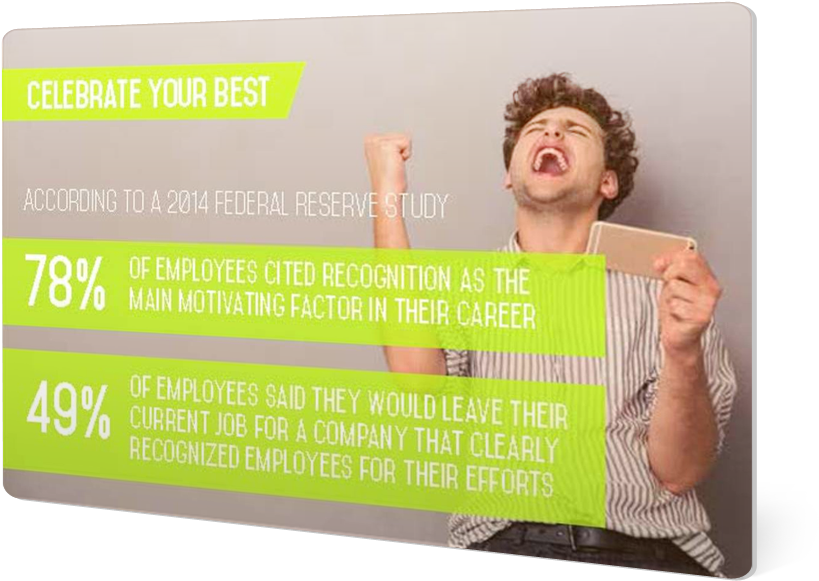 CELEBRATE YOUR BEST
ACCORDING TO A 2014 FEDERAL RESERVE STUDY
78%
OF EMPLOYEES CITED RECOGNITION AS THE
MAIN MOTIVATING FACTOR IN THEIR CAREER
49%
OF EMPLOYEES SAID THEY WOULD LEAVE THEIR
CURRENT JOB FOR A COMPANY THAT CLEARLY
RECOGNIZED EMPLOYEES FOR THEIR EFFORTS